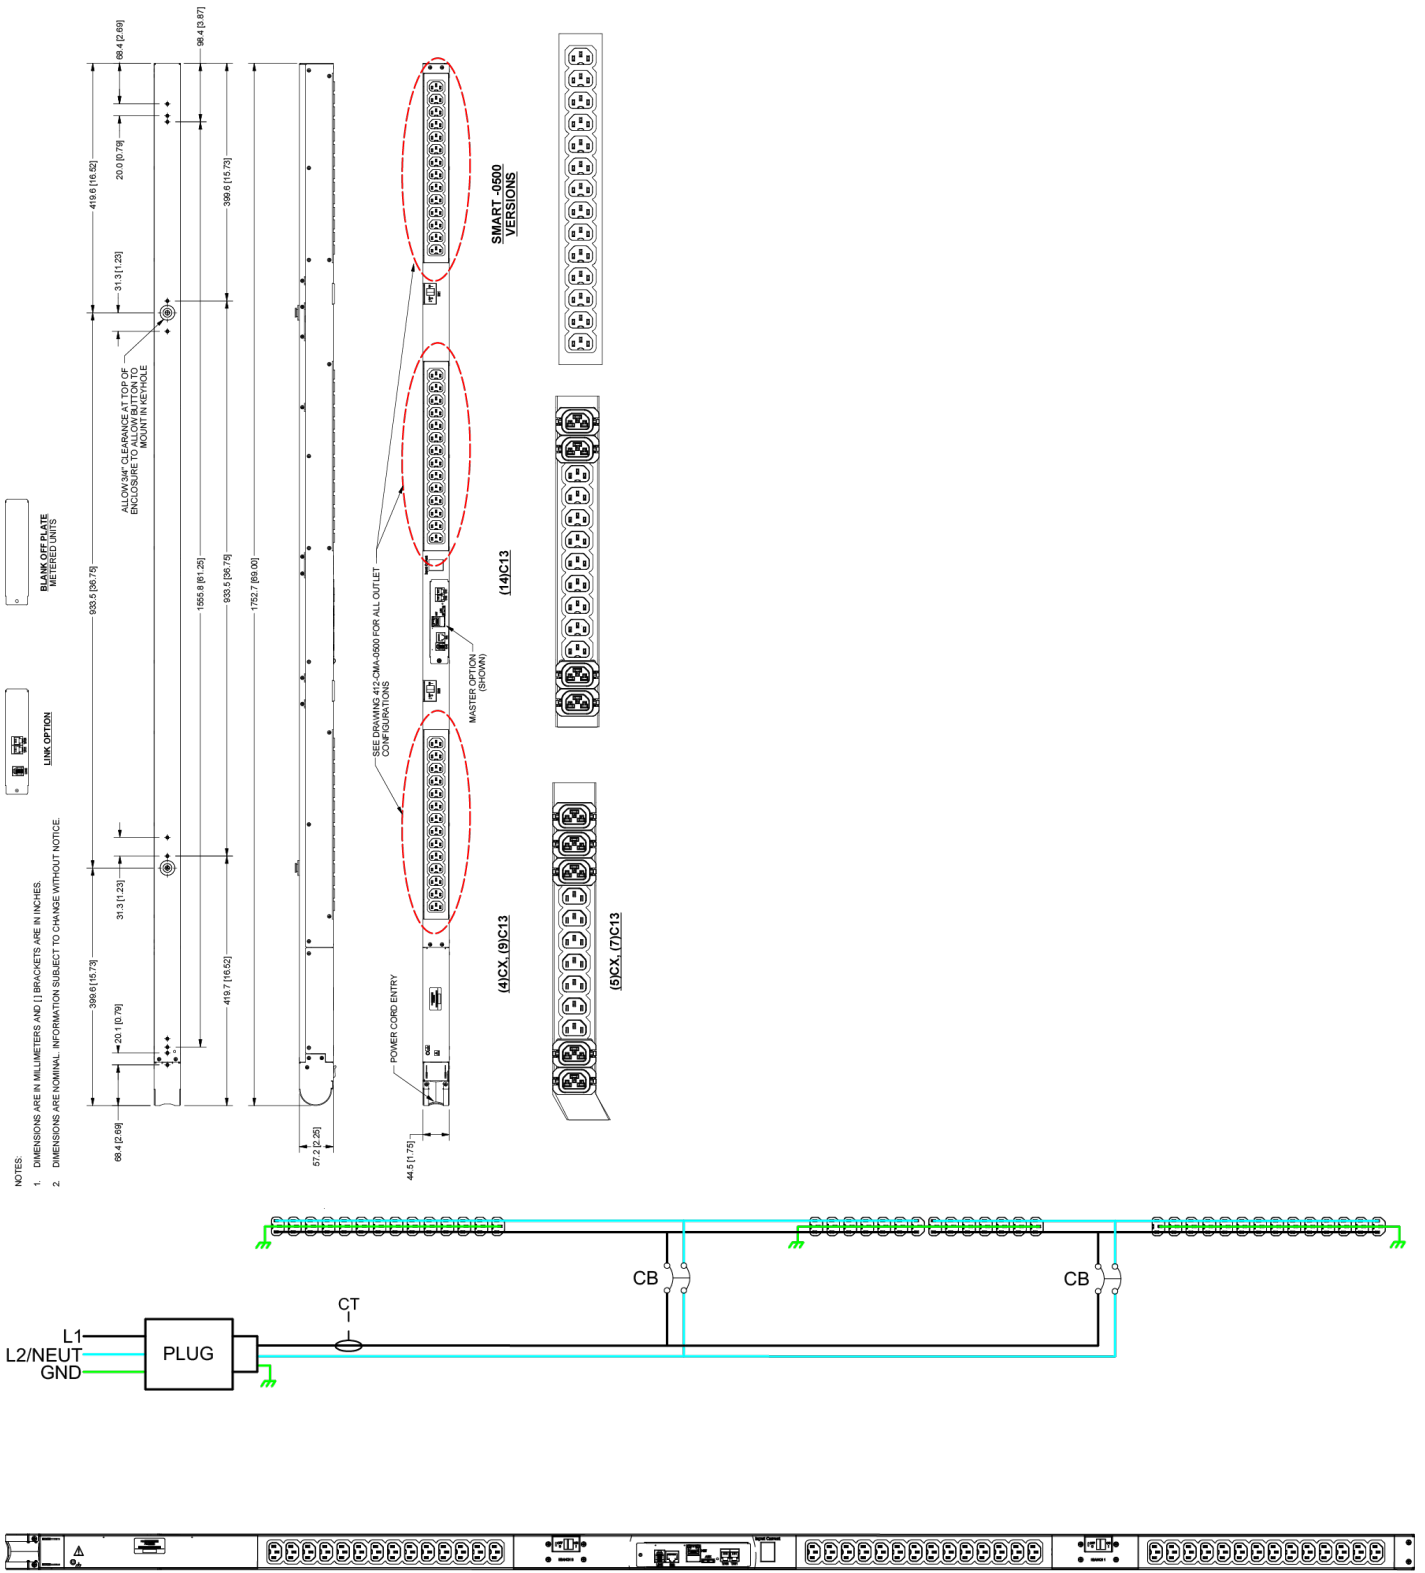 68.4 [2.69]
98.4 [3.87]
419.6 [16.52]
20.0 [0.79]
399.6 [15.73]
31.3 [1.23]
ALLOW 3/4" CLEARANCE AT TOP OF
ENCLOSURE TO ALLOW BUTTON TO
MOUNT IN KEYHOLE
SMART -0500
VERSIONS
BLANK OFF PLATE
METERED UNITS
933.5 [36.75]
1555.8 [61.25]
933.5 [36.75]
1752.7 [69.00]
SEE DRAWING 412-CMA-0500 FOR ALL OUTLET
CONFIGURATIONS
(14)C13
MASTER OPTION
(SHOWN)
LINK OPTION
31.3 [1.23]
399.6 [15.73]
20.1 [0.79]
419.7 [16.52]
68.4 [2.69]
57.2 [2.25]
44.5 [1.75]
POWER CORD ENTRY
(4)CX, (9)C13
(5)CX, (7)C13
NOTES:
1. DIMENSIONS ARE IN MILLIMETERS AND [ ] BRACKETS ARE IN INCHES.
2. DIMENSIONS ARE NOMINAL. INFORMATION SUBJECT TO CHANGE WITHOUT NOTICE.
CB
CB
CT
L1
L2/NEUT
GND
PLUG
Input Current